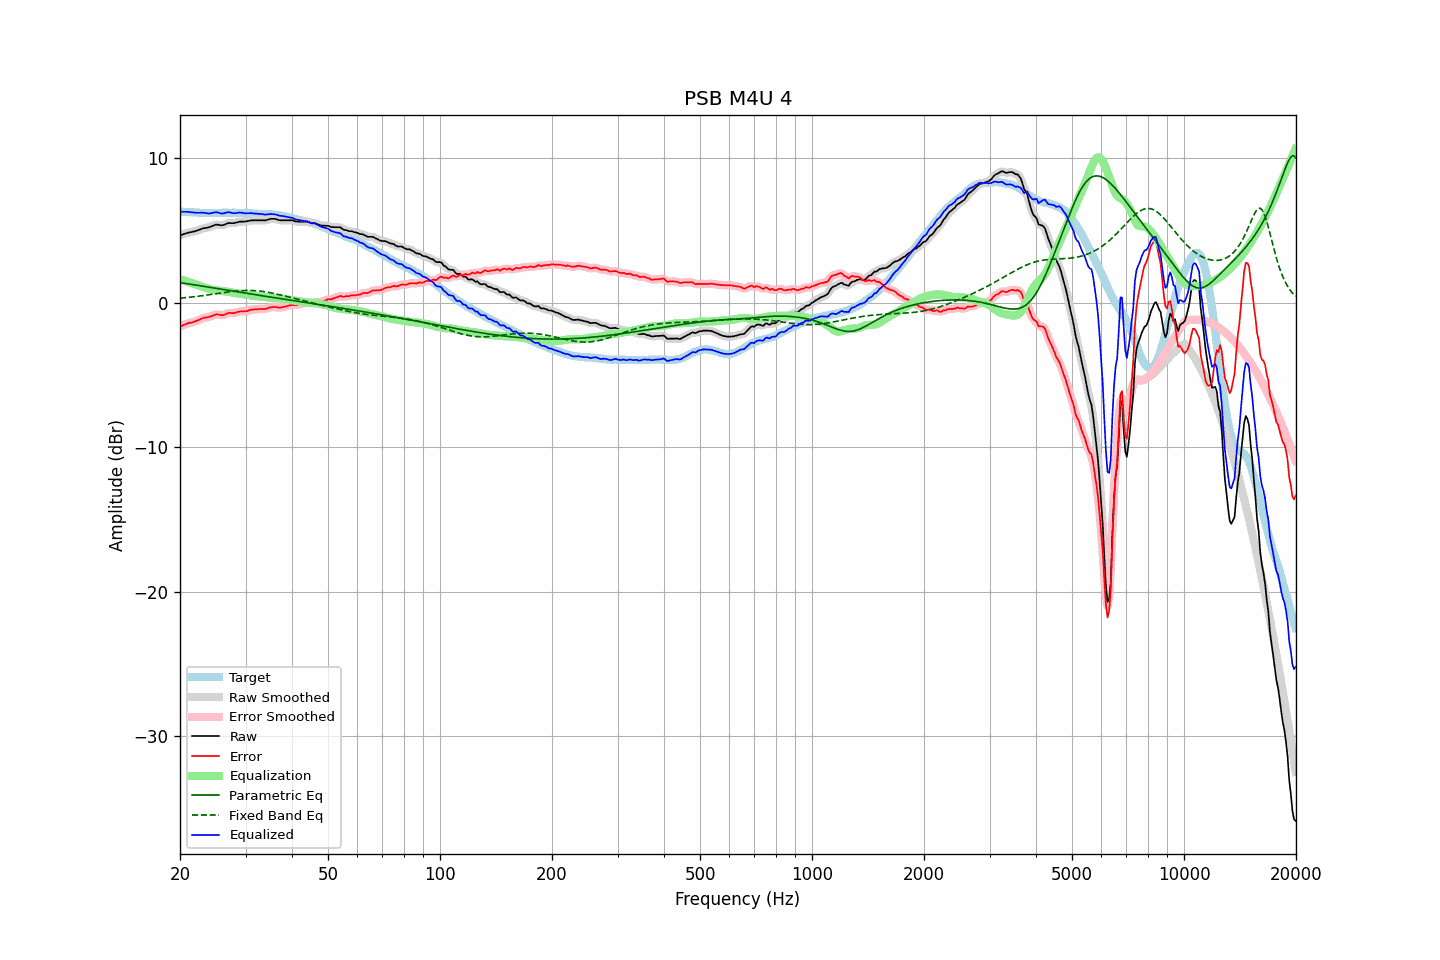 PSB M4U 4
10
0
−10
−20
−30
Amplitude (dBr)
Target
Raw Smoothed
Error Smoothed
Raw
Error
Equalization
Parametric Eq
Fixed Band Eq
Equalized
20 50 100 200 500 1000 2000 5000 10000 20000
Frequency (Hz)